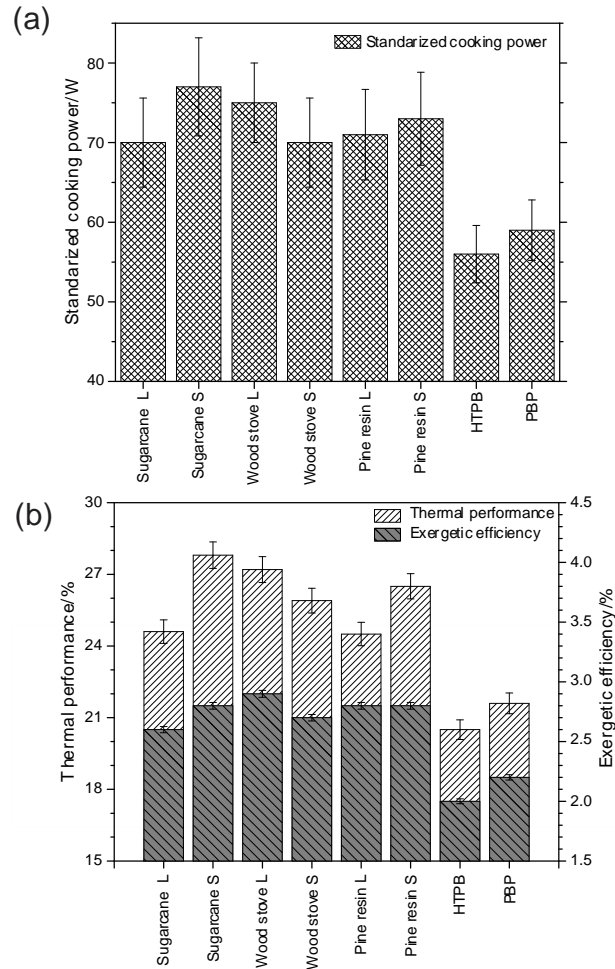 (a)
Standarized cooking power
80
70
60
50
40
Standarized cooking power/W
Sugarcane L
Sugarcane S
Wood stove L
Wood stove S
Pine resin L
Pine resin S
HTPB
PBP
(b)
Thermal performance
Exergetic efficiency
30
27
24
21
18
15
Thermal performance/%
4.5
4.0
3.5
3.0
2.5
2.0
1.5
Exergetic efficiency/%
Sugarcane L
Sugarcane S
Wood stove L
Wood stove S
Pine resin L
Pine resin S
HTPB
PBP